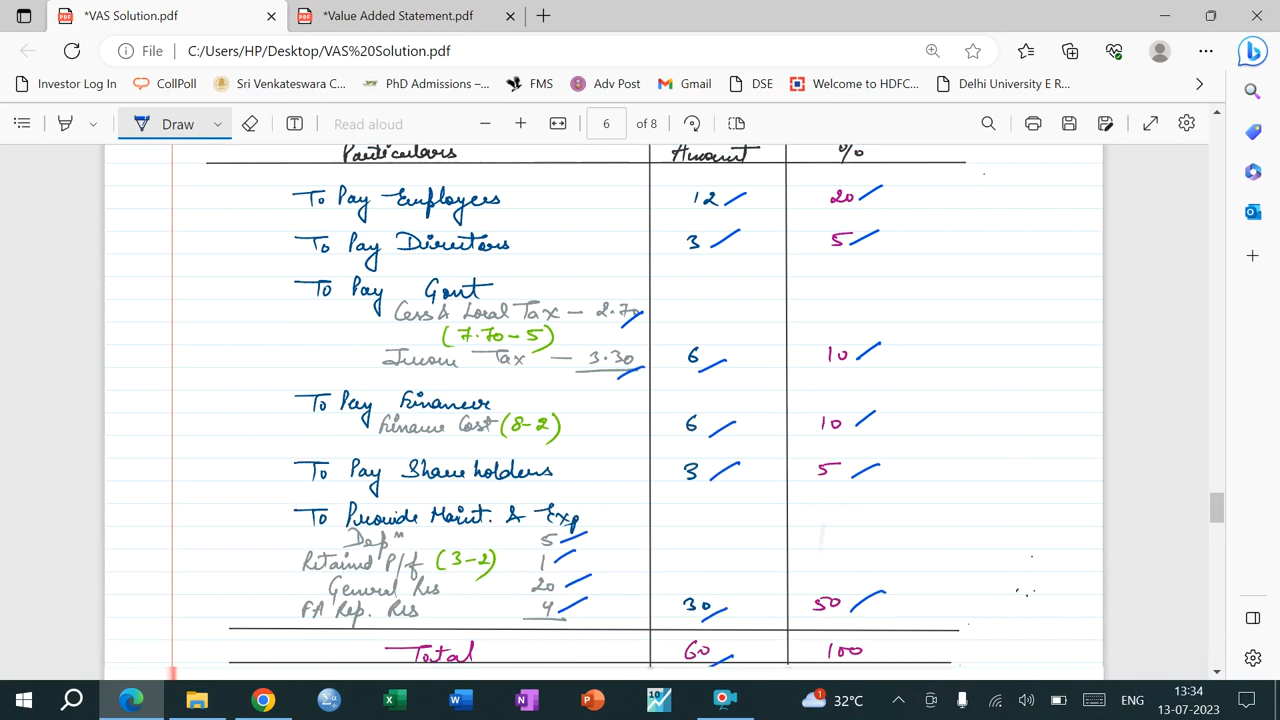 *VAS Solution.pdf
*Value Added Statement.pdf
File C:/Users/HP/Desktop/VAS%20Solution.pdf
Investor Log In CollPoll Sri Venkateswara C... PhD Admissions –... FMS Adv Post Gmail DSE Welcome to HDFC... Delhi University E R...
Draw Read aloud 6 of 8
Particulars Amount %
To Pay Employees 12 20
To Pay Directors 3 5
To Pay Govt
Cess & Local Tax – 2.70
(7.70-5)
Income Tax – 3.30 6 10
To Pay Financer
Finance Cost (8-2) 6 10
To Pay Shareholders 3 5
To Provide Maint. & Exp
Depn 5
Retained P/f (3-2) 1
General Res 20
FA Rep. Res 4 30 50
Total 60 100
32°C
ENG
13:34
13-07-2023